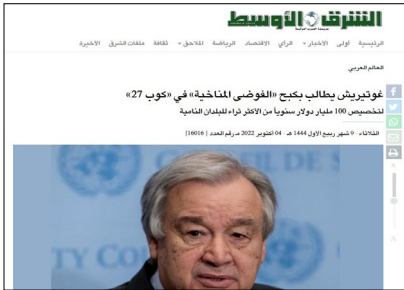 الشرق الأوسط
الرئيسية أولى الأخبار الرأي الاقتصاد الرياضة الملاحق ثقافة ملفات الشرق الأخيرة
العالم العربي
غوتيريش يطالب بكبح «الفوضى المناخية» في «كوب 27»
لتخصيص 100 مليار دولار سنوياً من الأكثر ثراء للبلدان النامية
الثلاثاء - 9 شهر ربيع الأول 1444 هـ - 04 أكتوبر 2022 مـ رقم العدد [16016]